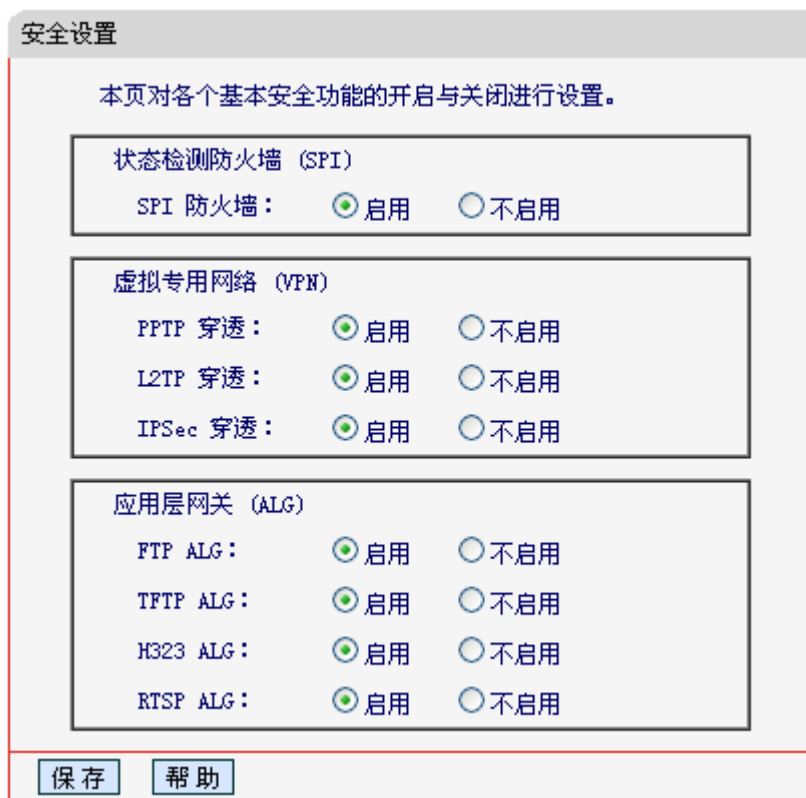 安全设置
本页对各个基本安全功能的开启与关闭进行设置。
状态检测防火墙 (SPI)
SPI 防火墙： 启用 不启用
虚拟专用网络 (VPN)
PPTP 穿透： 启用 不启用
L2TP 穿透： 启用 不启用
IPSec 穿透： 启用 不启用
应用层网关 (ALG)
FTP ALG： 启用 不启用
TFTP ALG： 启用 不启用
H323 ALG： 启用 不启用
RTSP ALG： 启用 不启用
保存 帮助